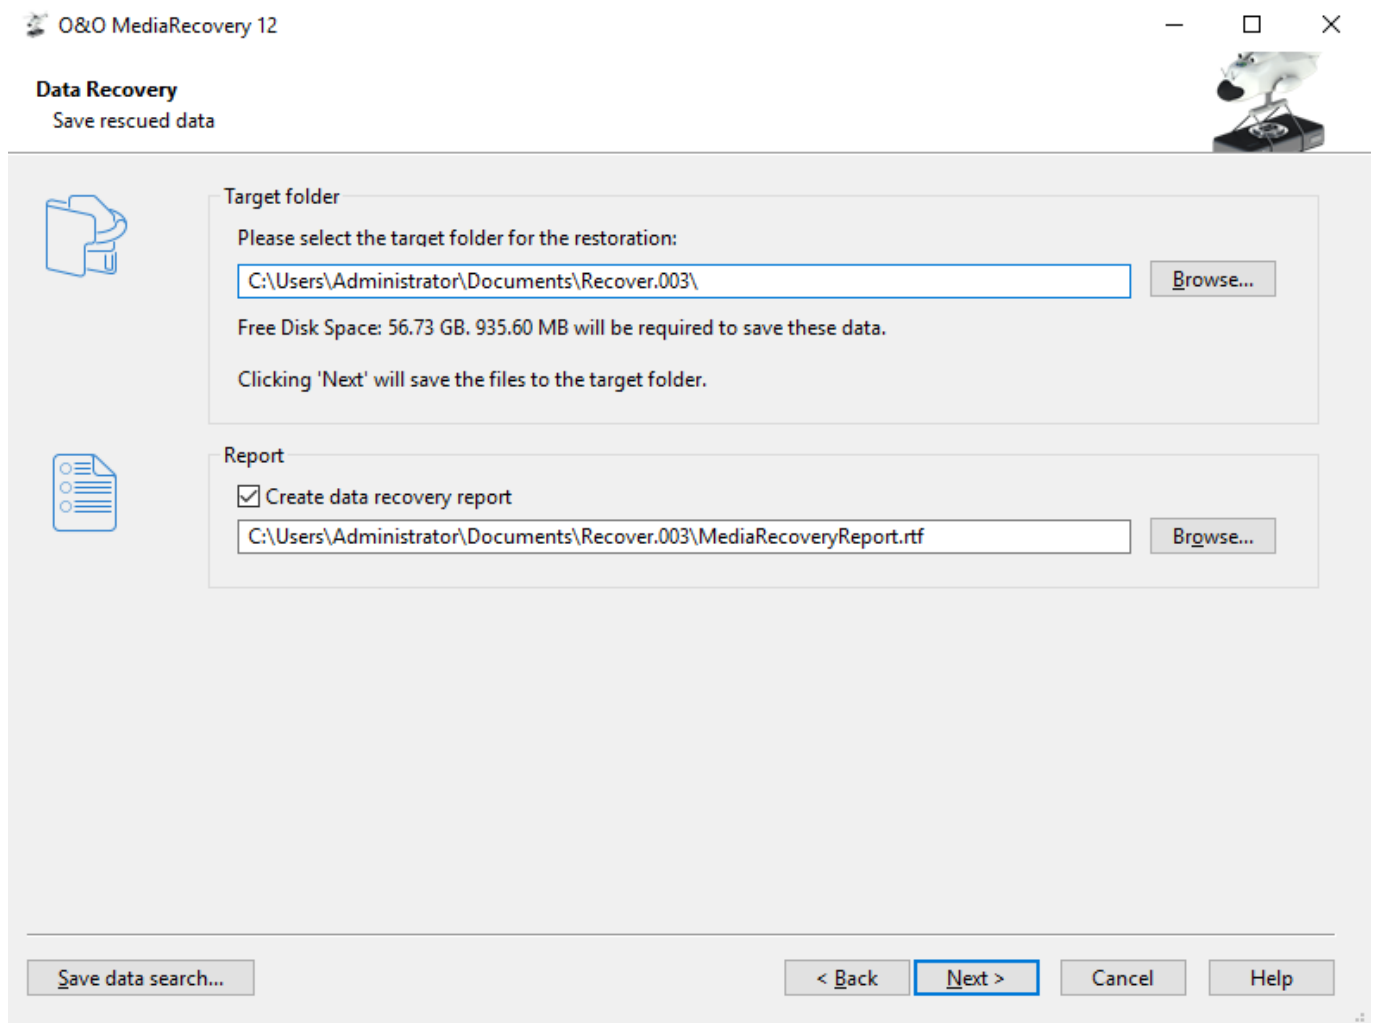 O&O MediaRecovery 12
Data Recovery
Save rescued data
Target folder
Please select the target folder for the restoration:
C:\Users\Administrator\Documents\Recover.003\
Browse...
Free Disk Space: 56.73 GB. 935.60 MB will be required to save these data.
Clicking 'Next' will save the files to the target folder.
Report
Create data recovery report
C:\Users\Administrator\Documents\Recover.003\MediaRecoveryReport.rtf
Browse...
Save data search...
< Back
Next >
Cancel
Help